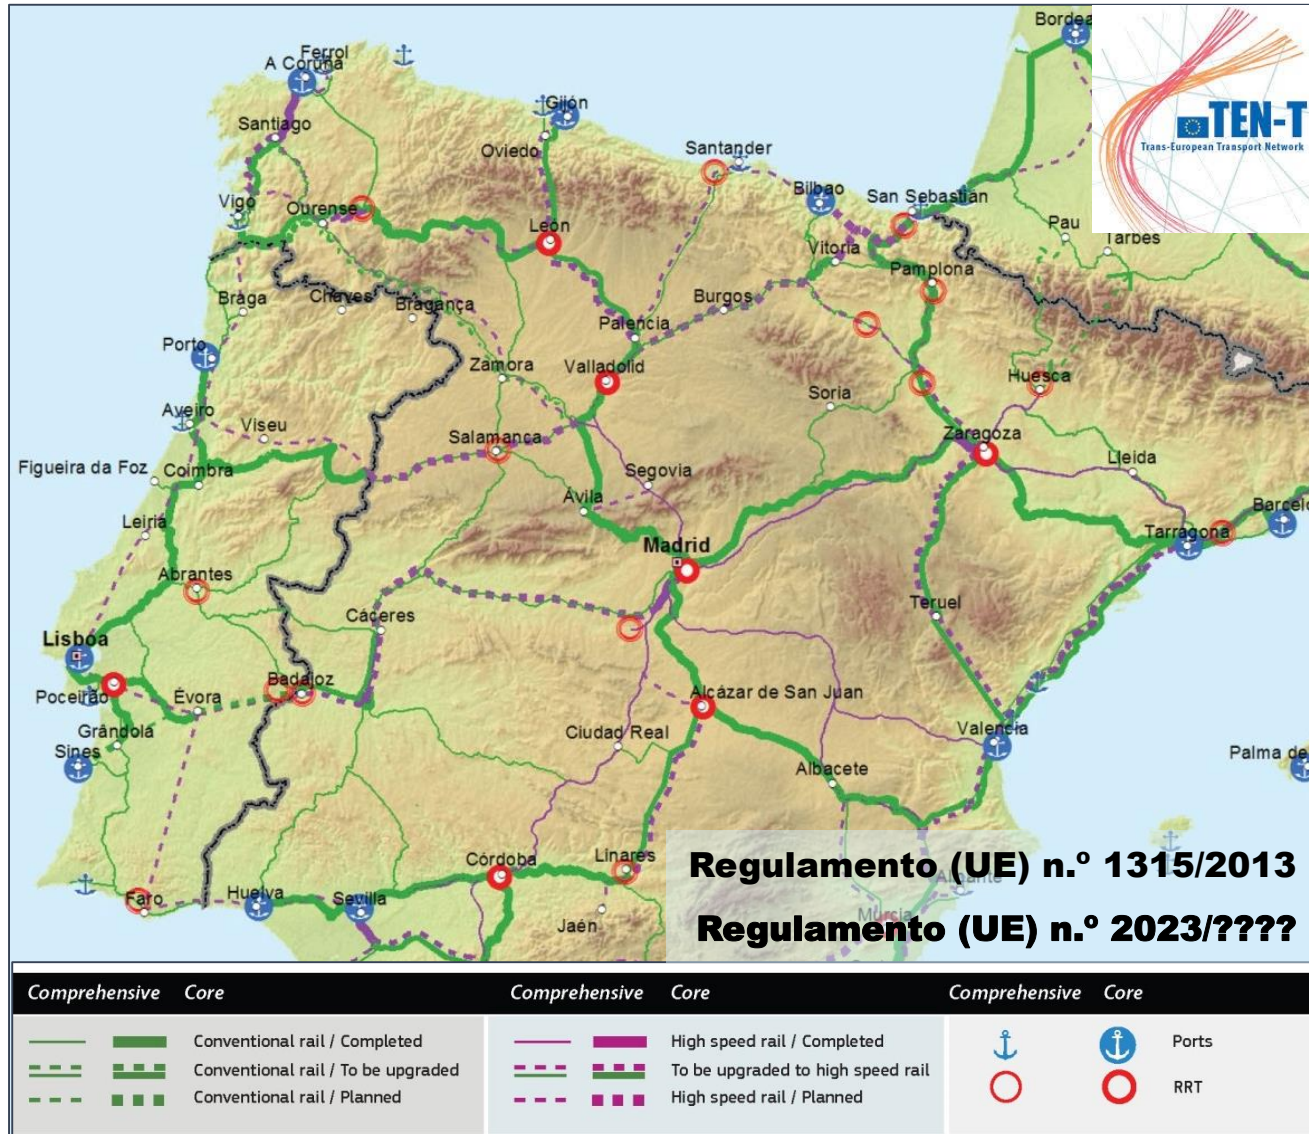 Bordea
TEN-T
Trans-European Transport Network
Ferrol
A Coruña
Gijón
Santiago
Oviedo
Santander
Bilbao
San Sebastián
Vigo
Ourense
León
Vitoria
Pau
Tarbes
Pamplona
Braga
Chaves
Bragança
Burgos
Palencia
Porto
Zamora
Valladolid
Soria
Huesca
Aveiro
Viseu
Salamanca
Zaragoza
Figueira da Foz
Coimbra
Segovia
Lleida
Leiria
Ávila
Barcelo
Madrid
Tarragona
Abrantes
Cáceres
Teruel
Lisboa
Poceirão
Évora
Badajoz
Alcázar de San Juan
Grândola
Sines
Ciudad Real
Valencia
Palma de
Albacete
Córdoba
Linares
Regulamento (UE) n.º 1315/2013
Alicante
Faro
Huelva
Sevilla
Jaén
Murcia
Regulamento (UE) n.º 2023/????
Comprehensive Core
Conventional rail / Completed
Conventional rail / To be upgraded
Conventional rail / Planned
Comprehensive Core
High speed rail / Completed
To be upgraded to high speed rail
High speed rail / Planned
Comprehensive Core
Ports
RRT